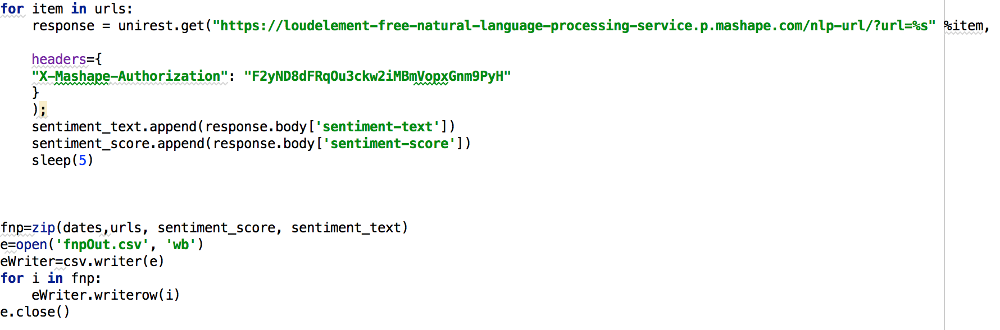 for item in urls:
    response = unirest.get("https://loudelement-free-natural-language-processing-service.p.mashape.com/nlp-url/?url=%s" %item,
    headers={
    "X-Mashape-Authorization": "F2yND8dFRqOu3ckw2iMBmVopxGnm9PyH"
    }
    );
    sentiment_text.append(response.body['sentiment-text'])
    sentiment_score.append(response.body['sentiment-score'])
    sleep(5)
fnp=zip(dates,urls, sentiment_score, sentiment_text)
e=open('fnpOut.csv', 'wb')
eWriter=csv.writer(e)
for i in fnp:
    eWriter.writerow(i)
e.close()